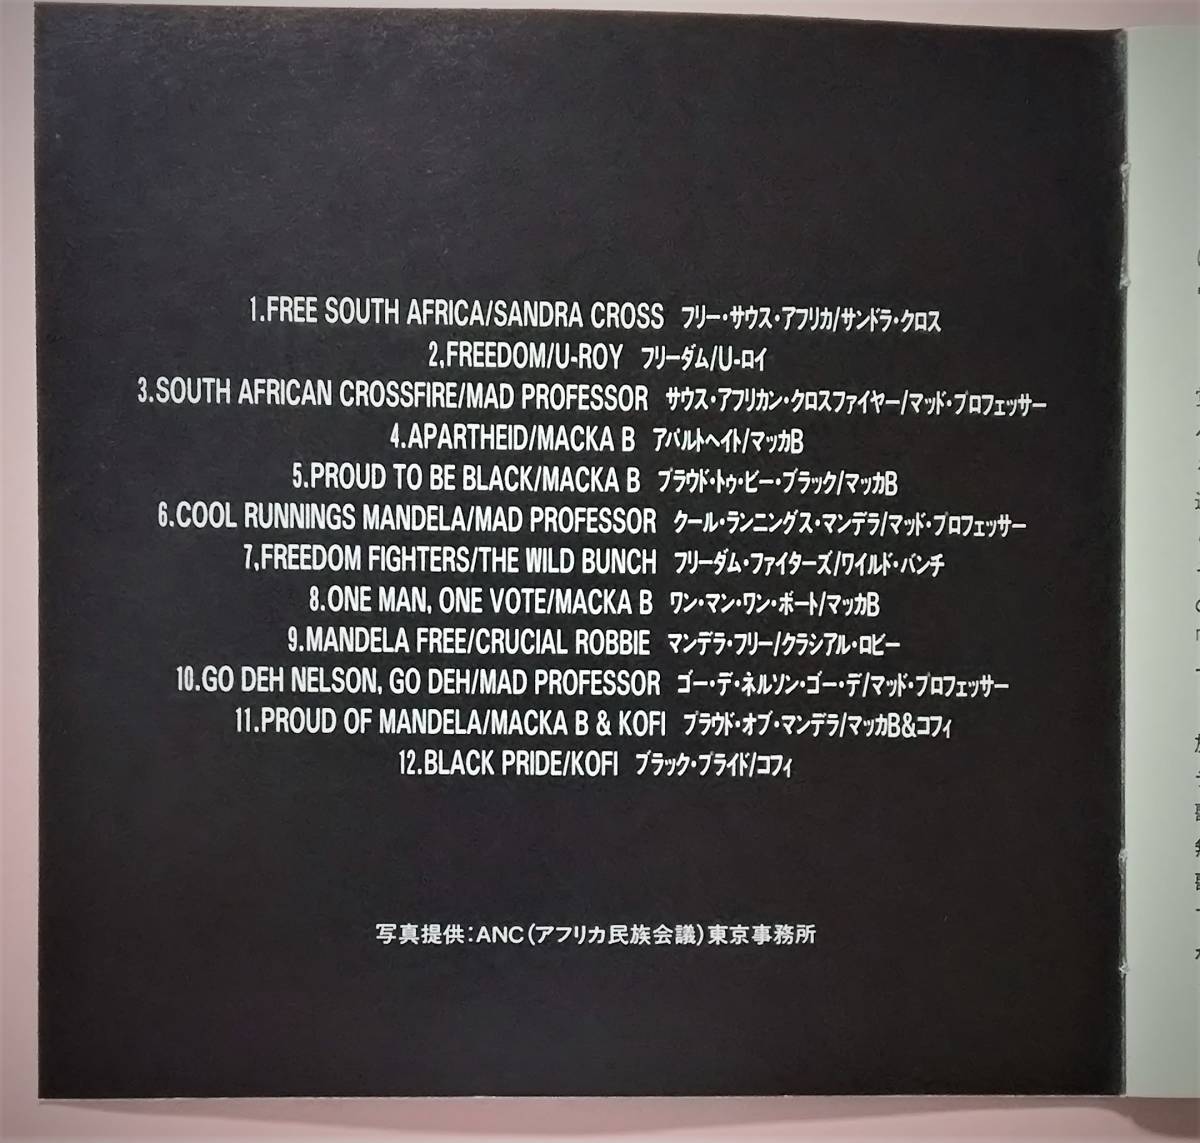 1.FREE SOUTH AFRICA/SANDRA CROSS フリー・サウス・アフリカ/サンドラ・クロス
2,FREEDOM/U-ROY フリーダム/U-ロイ
3.SOUTH AFRICAN CROSSFIRE/MAD PROFESSOR サウス・アフリカン・クロスファイヤー/マッド・プロフェッサー
4.APARTHEID/MACKA B アパルトヘイト/マッカB
5.PROUD TO BE BLACK/MACKA B プラウド・トゥ・ビー・ブラック/マッカB
6.COOL RUNNINGS MANDELA/MAD PROFESSOR クール・ランニングス・マンデラ/マッド・プロフェッサー
7,FREEDOM FIGHTERS/THE WILD BUNCH フリーダム・ファイターズ/ワイルド・バンチ
8.ONE MAN, ONE VOTE/MACKA B ワン・マン・ワン・ボート/マッカB
9.MANDELA FREE/CRUCIAL ROBBIE マンデラ・フリー/クラシアル・ロビー
10.GO DEH NELSON, GO DEH/MAD PROFESSOR ゴー・デ・ネルソン・ゴー・デ/マッド・プロフェッサー
11.PROUD OF MANDELA/MACKA B & KOFI プラウド・オブ・マンデラ/マッカB&コフィ
12.BLACK PRIDE/KOFI ブラック・プライド/コフィ
写真提供:ANC(アフリカ民族会議)東京事務所